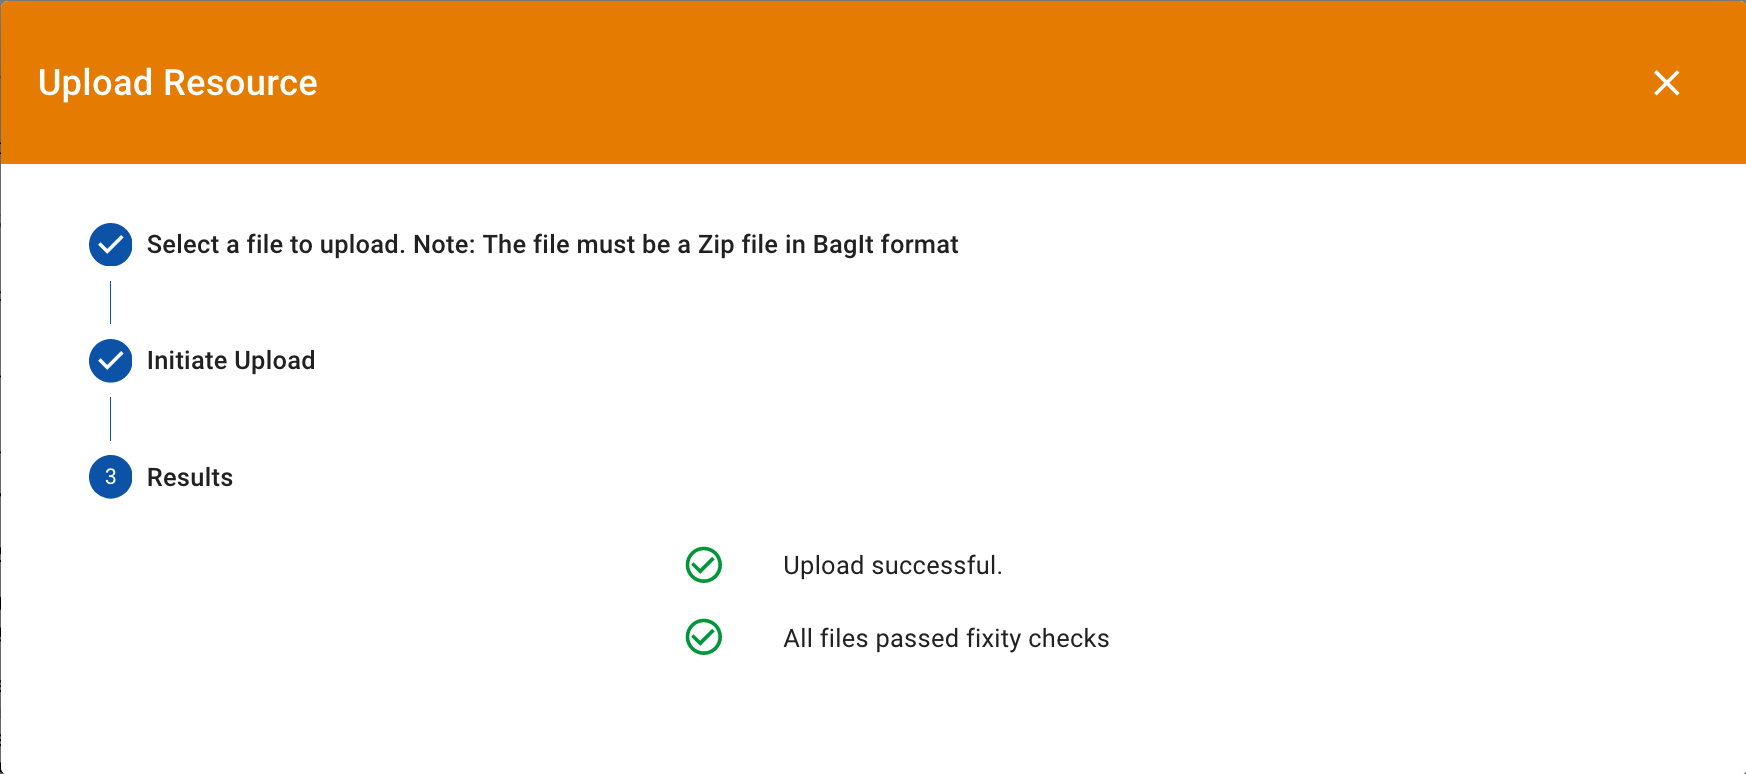 Upload Resource
Select a file to upload. Note: The file must be a Zip file in BagIt format
Initiate Upload
3 Results
Upload successful.
All files passed fixity checks